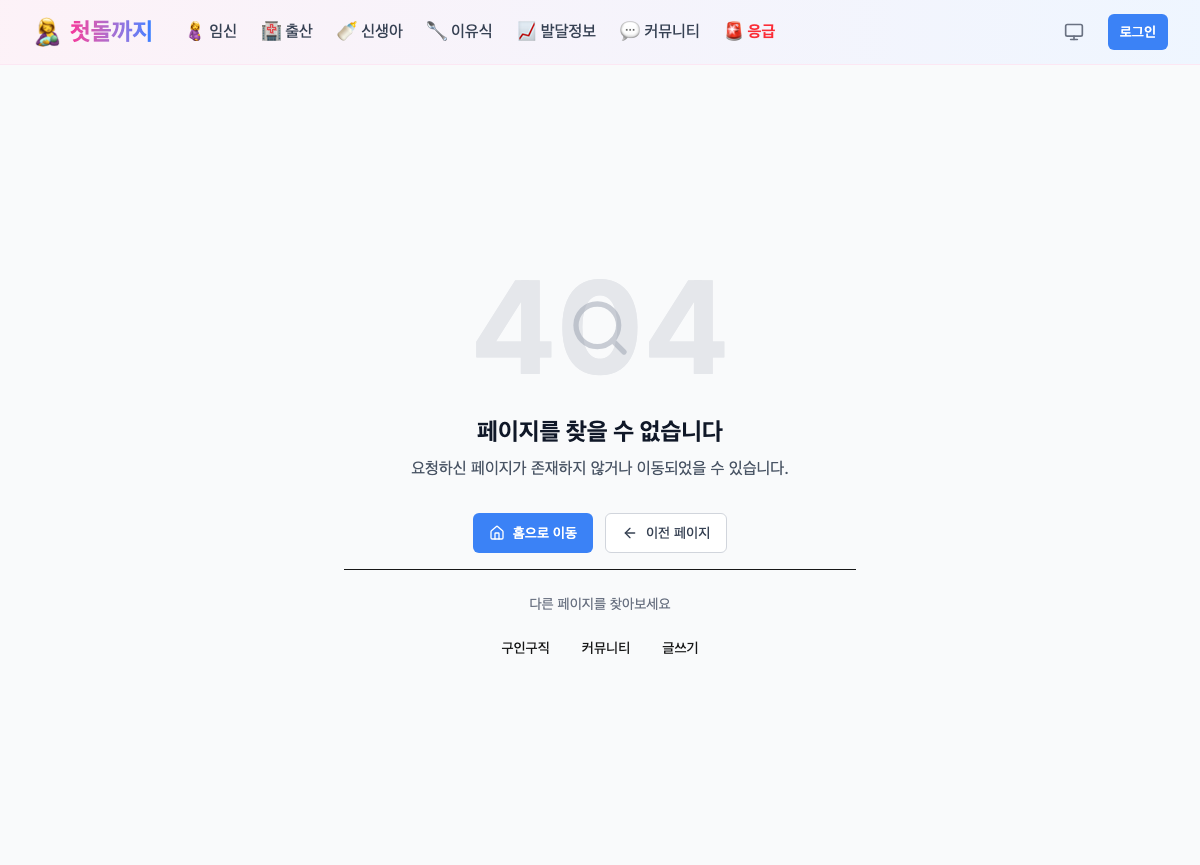 첫돌까지 임신 출산 신생아 이유식 발달정보 커뮤니티 응급 로그인
404
페이지를 찾을 수 없습니다
요청하신 페이지가 존재하지 않거나 이동되었을 수 있습니다.
홈으로 이동 이전 페이지
다른 페이지를 찾아보세요
구인구직 커뮤니티 글쓰기